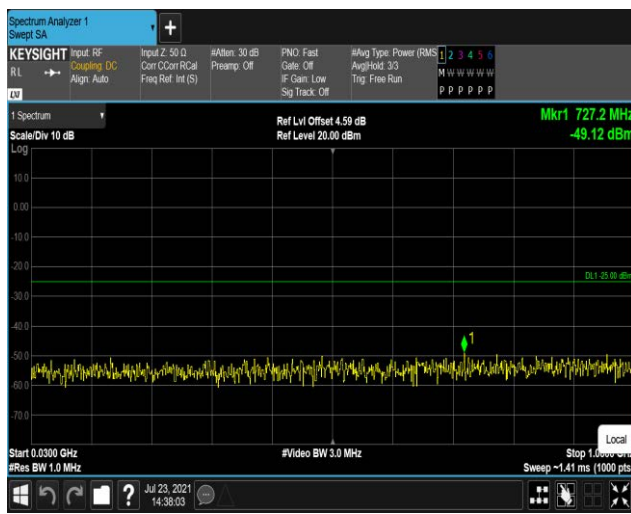 Spectrum Analyzer 1
Swept SA
KEYSIGHT
RL
LXI
Input: RF
Coupling: DC
Align: Auto
Input Z: 50 Ω
Corr CCorr RCal
Freq Ref: Int (S)
#Atten: 30 dB
Preamp: Off
PNO: Fast
Gate: Off
IF Gain: Low
Sig Track: Off
#Avg Type: Power (RMS
Avg|Hold: 3/3
Trig: Free Run
1 2 3 4 5 6
M W W W W W
P P P P P P
1 Spectrum
Scale/Div 10 dB
Log
Ref Lvl Offset 4.59 dB
Ref Level 20.00 dBm
Mkr1 727.2 MHz
-49.12 dBm
10.0
0.00
-10.0
-20.0
DL1 -25.00 dBm
-30.0
-40.0
1
-50.0
-60.0
-70.0
Local
Start 0.0300 GHz
#Video BW 3.0 MHz
Stop
#Res BW 1.0 MHz
Sweep ~1.41 ms (1000 pts
?
Jul 23, 2021
14:38:03